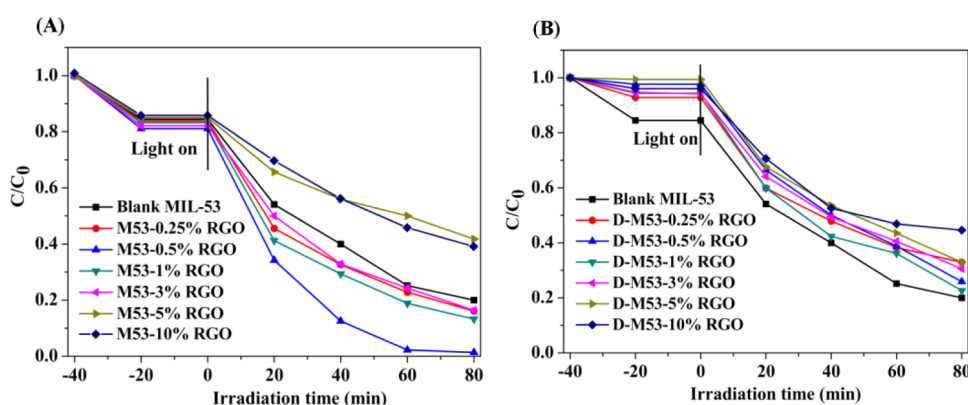 (A)
C/C0
1.0
0.8
0.6
0.4
0.2
0.0
Light on
Blank MIL-53
M53-0.25% RGO
M53-0.5% RGO
M53-1% RGO
M53-3% RGO
M53-5% RGO
M53-10% RGO
-40 -20 0 20 40 60 80
Irradiation time (min)
(B)
C/C0
1.0
0.8
0.6
0.4
0.2
0.0
Light on
Blank MIL-53
D-M53-0.25% RGO
D-M53-0.5% RGO
D-M53-1% RGO
D-M53-3% RGO
D-M53-5% RGO
D-M53-10% RGO
-40 -20 0 20 40 60 80
Irradiation time (min)